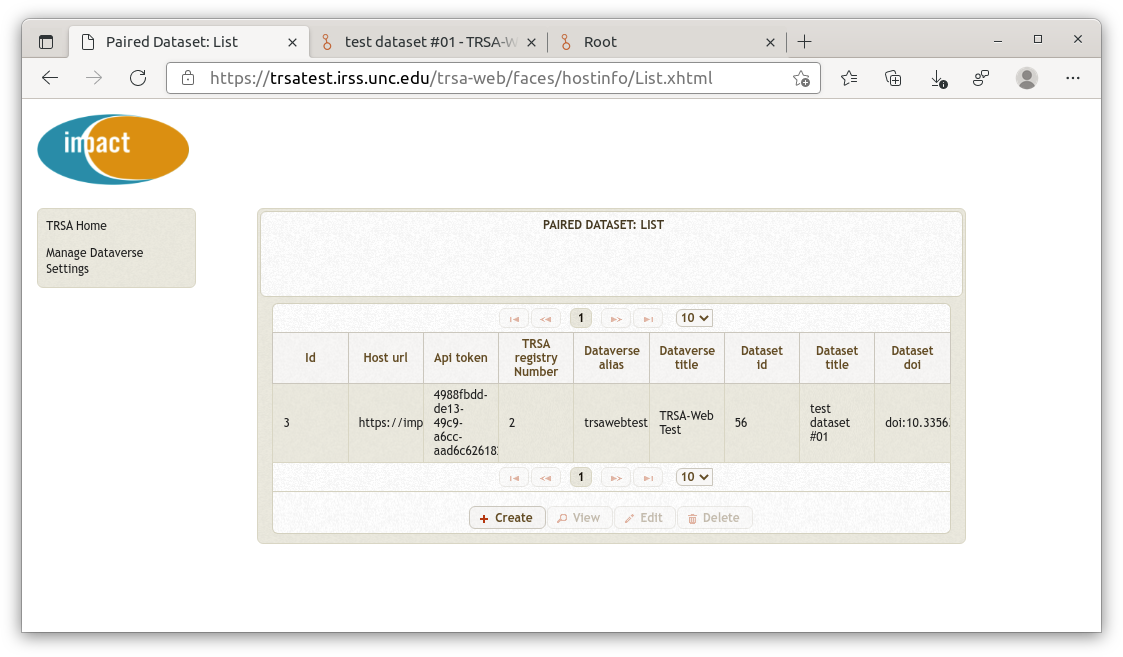 Paired Dataset: List
test dataset #01 - TRSA-W
Root
https://trsatest.irss.unc.edu/trsa-web/faces/hostinfo/List.xhtml
impact
TRSA Home
Manage Dataverse
Settings
PAIRED DATASET: LIST
1
10
Id
Host url
Api token
TRSA
registry
Number
Dataverse
alias
Dataverse
title
Dataset
id
Dataset
title
Dataset
doi
3
https://imp
4988fbdd-
de13-
49c9-
a6cc-
aad6c62618
2
trsawebtest
TRSA-Web
Test
56
test
dataset
#01
doi:10.3356
1
10
Create
View
Edit
Delete